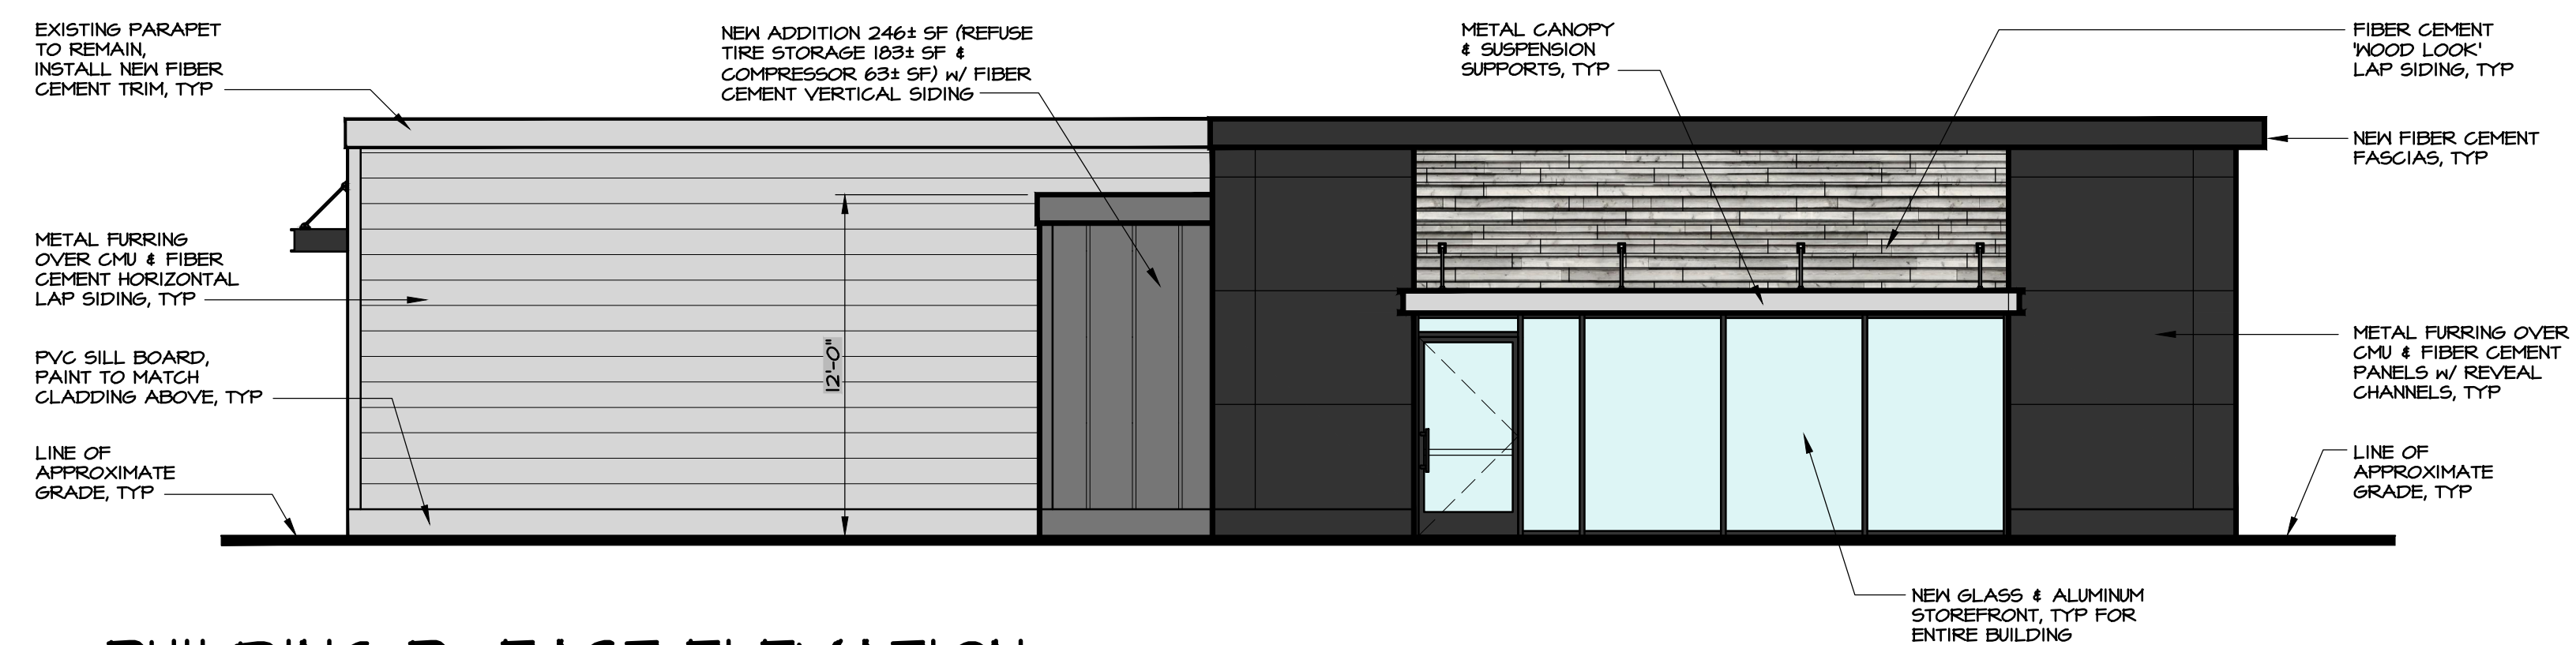 EXISTING PARAPET
TO REMAIN,
INSTALL NEW FIBER
CEMENT TRIM, TYP
NEW ADDITION 246± SF (REFUSE
TIRE STORAGE 183± SF &
COMPRESSOR 63± SF) W/ FIBER
CEMENT VERTICAL SIDING
METAL CANOPY
& SUSPENSION
SUPPORTS, TYP
FIBER CEMENT
'WOOD LOOK'
LAP SIDING, TYP
NEW FIBER CEMENT
FASCIAS, TYP
METAL FURRING
OVER CMU & FIBER
CEMENT HORIZONTAL
LAP SIDING, TYP
PVC SILL BOARD,
PAINT TO MATCH
CLADDING ABOVE, TYP
LINE OF
APPROXIMATE
GRADE, TYP
12'-0"
METAL FURRING OVER
CMU & FIBER CEMENT
PANELS W/ REVEAL
CHANNELS, TYP
LINE OF
APPROXIMATE
GRADE, TYP
NEW GLASS & ALUMINUM
STOREFRONT, TYP FOR
ENTIRE BUILDING